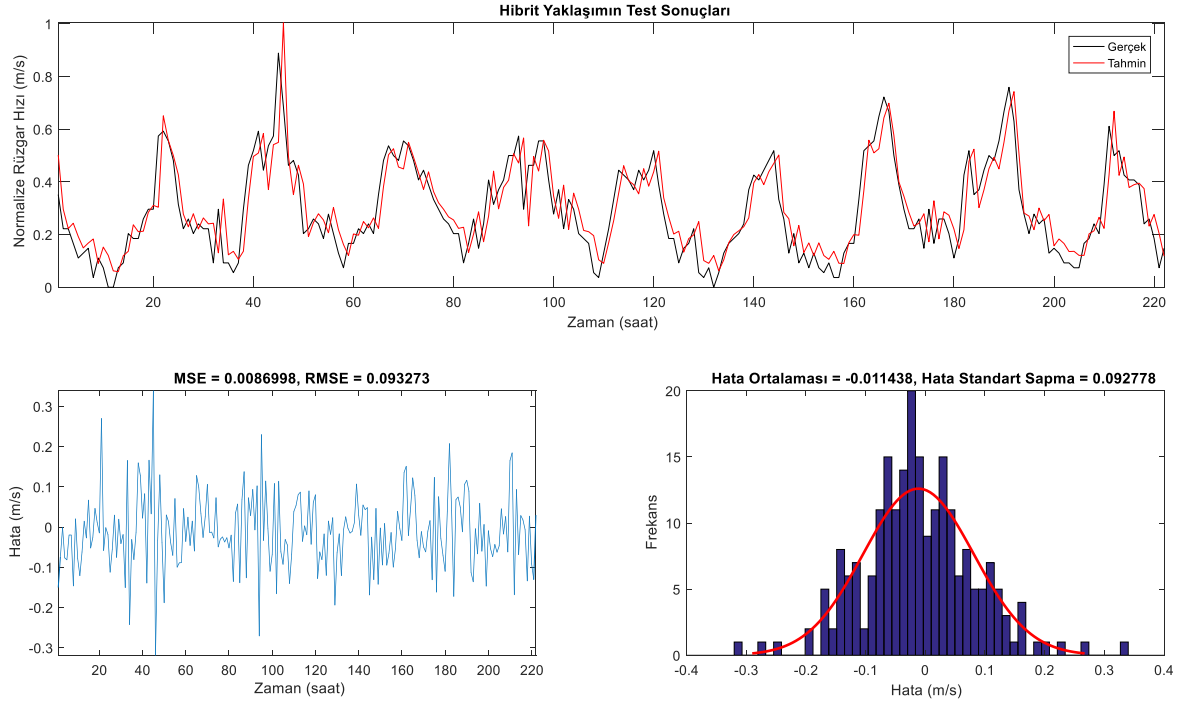 Hibrit Yaklaşımın Test Sonuçları
Normalize Rüzgar Hızı (m/s)
1
0.8
0.6
0.4
0.2
0
Gerçek
Tahmin
20 40 60 80 100 120 140 160 180 200 220
Zaman (saat)
MSE = 0.0086998, RMSE = 0.093273
Hata (m/s)
0.3
0.2
0.1
0
-0.1
-0.2
-0.3
20 40 60 80 100 120 140 160 180 200 220
Zaman (saat)
Hata Ortalaması = -0.011438, Hata Standart Sapma = 0.092778
Frekans
20
15
10
5
0
-0.4 -0.3 -0.2 -0.1 0 0.1 0.2 0.3 0.4
Hata (m/s)